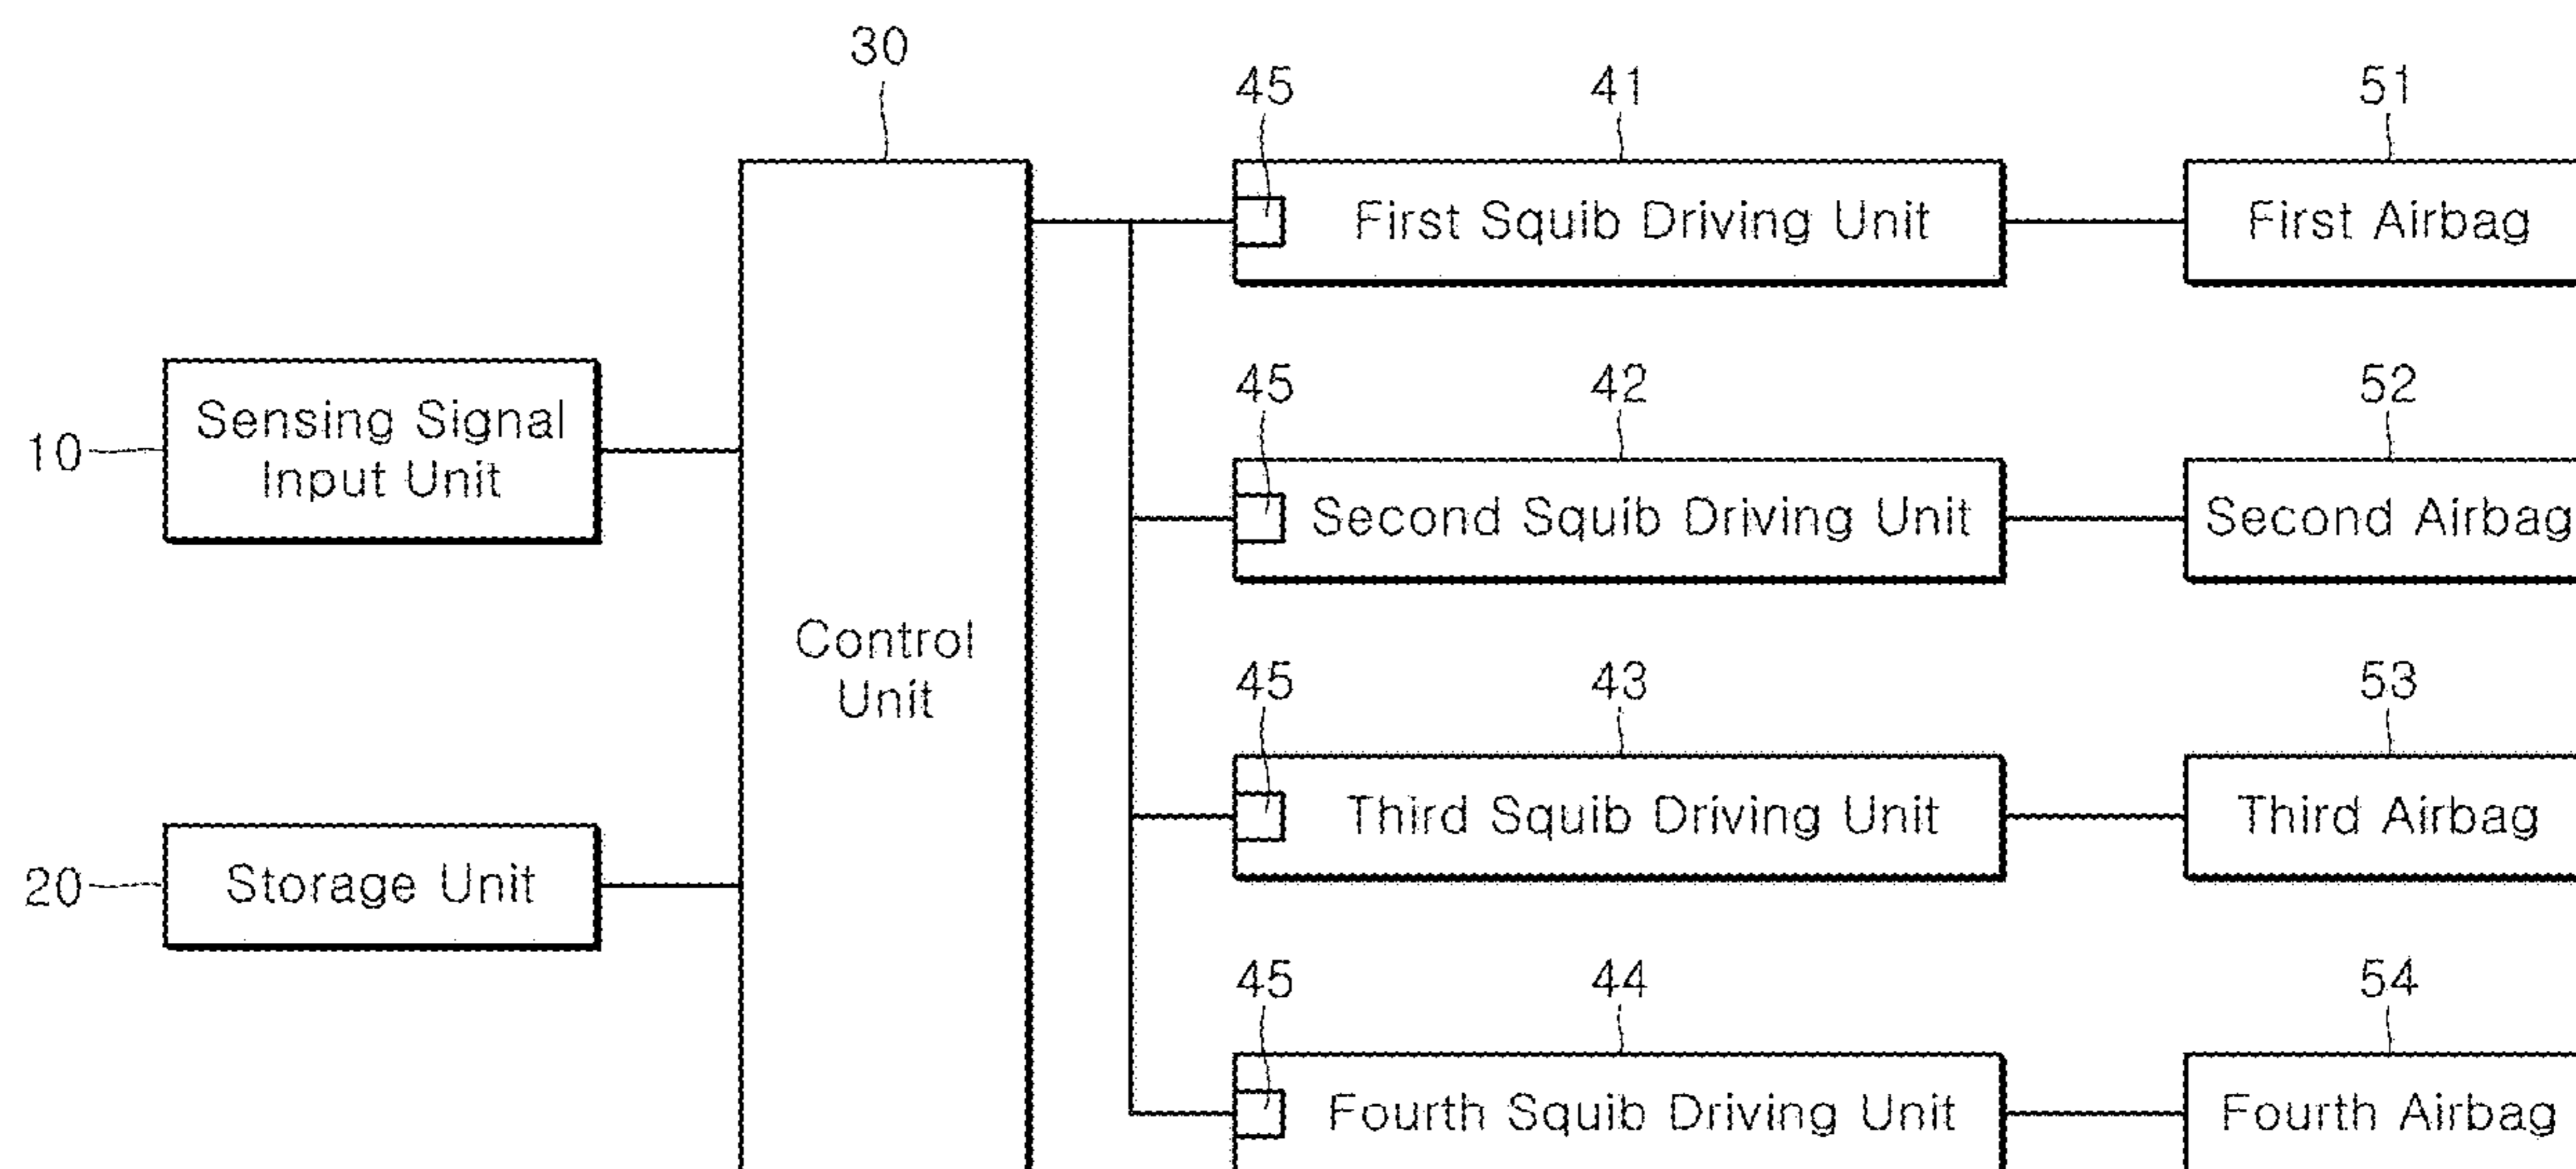 30
45
41
51
First Squib Driving Unit
First Airbag
45
42
52
10
Sensing Signal
Input Unit
Second Squib Driving Unit
Second Airbag
Control
Unit
45
43
53
Third Squib Driving Unit
Third Airbag
20
Storage Unit
45
44
54
Fourth Squib Driving Unit
Fourth Airbag